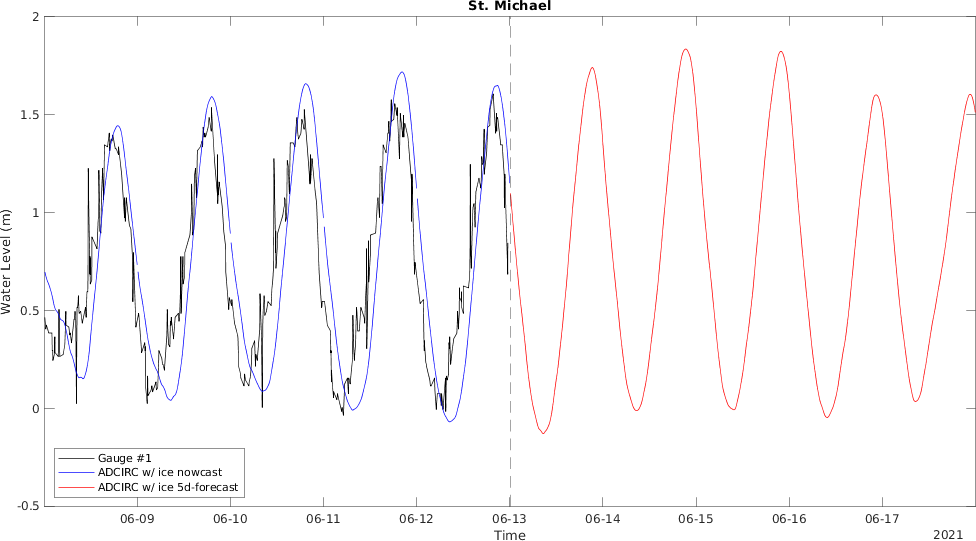 St. Michael
Water Level (m)
2
1.5
1
0.5
0
-0.5
Gauge #1
ADCIRC w/ ice nowcast
ADCIRC w/ ice 5d-forecast
06-09 06-10 06-11 06-12 06-13 06-14 06-15 06-16 06-17
Time
2021